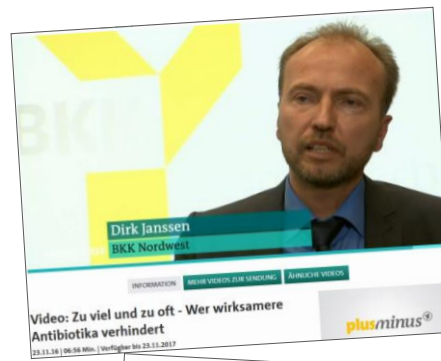 BKK
Dirk Janssen
BKK Nordwest
INFORMATION
MEHR VIDEOS ZUR SENDUNG
ÄHNLICHE VIDEOS
Video: Zu viel und zu oft - Wer wirksamere
Antibiotika verhindert
23.11.16 | 06:56 Min. | Verfügbar bis 23.11.2017
plusminus